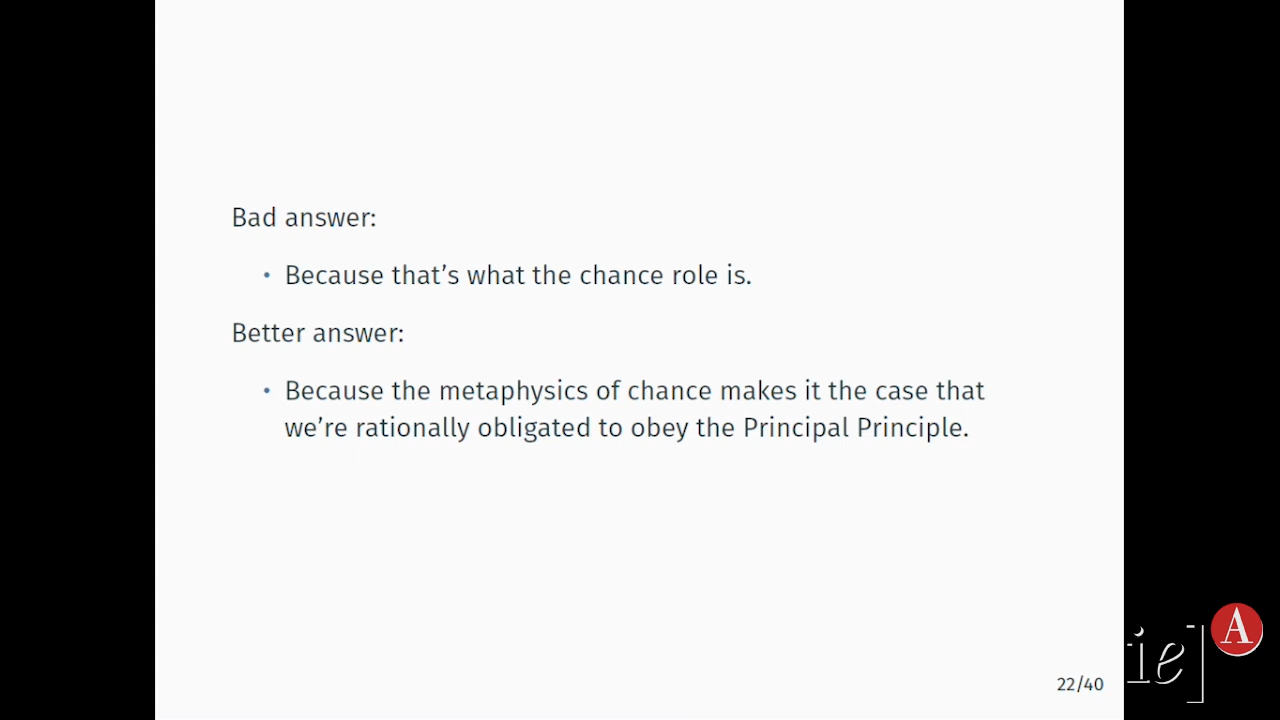 Bad answer:
• Because that's what the chance role is.
Better answer:
• Because the metaphysics of chance makes it the case that
we're rationally obligated to obey the Principal Principle.
22/40
ie]
A